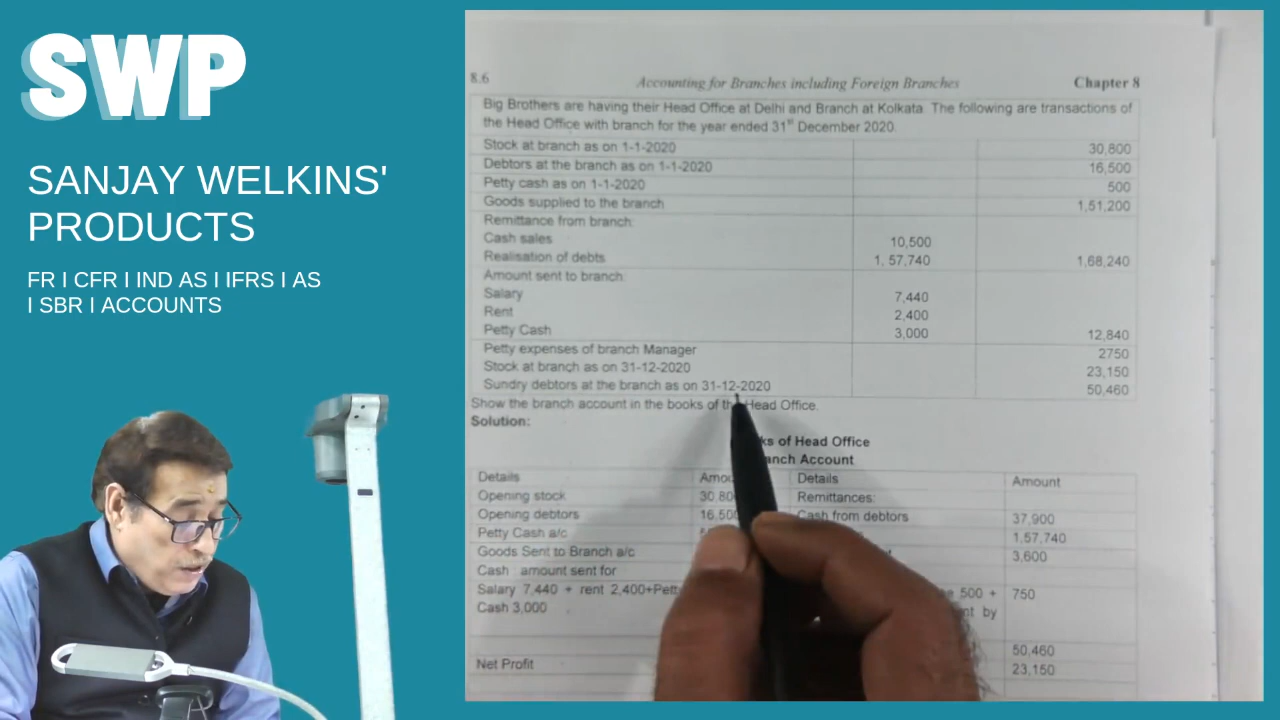 SWP
SANJAY WELKINS'
PRODUCTS
FR I CFR I IND AS I IFRS I AS
I SBR I ACCOUNTS
8.6 Accounting for Branches including Foreign Branches Chapter 8
Big Brothers are having their Head Office at Delhi and Branch at Kolkata. The following are transactions of
the Head Office with branch for the year ended 31st December 2020.
Stock at branch as on 1-1-2020 30,800
Debtors at the branch as on 1-1-2020 16,500
Petty cash as on 1-1-2020 500
Goods supplied to the branch 1,51,200
Remittance from branch:
Cash sales 10,500
Realisation of debts 1, 57,740 1,68,240
Amount sent to branch:
Salary 7,440
Rent 2,400
Petty Cash 3,000 12,840
Petty expenses of branch Manager 2750
Stock at branch as on 31-12-2020 23,150
Sundry debtors at the branch as on 31-12-2020 50,460
Show the branch account in the books of the Head Office.
Solution:
of Head Office
Account
Details Details Amount
Opening stock 30,80 Remittances:
Opening debtors 16,500 Cash from debtors 37,900
Petty Cash a/c 1,57,740
Goods Sent to Branch a/c 3,600
Cash : amount sent for
Salary 7,440 + rent 2,400+Petty 500 + 750
Cash 3,000 by
50,460
Net Profit 23,150